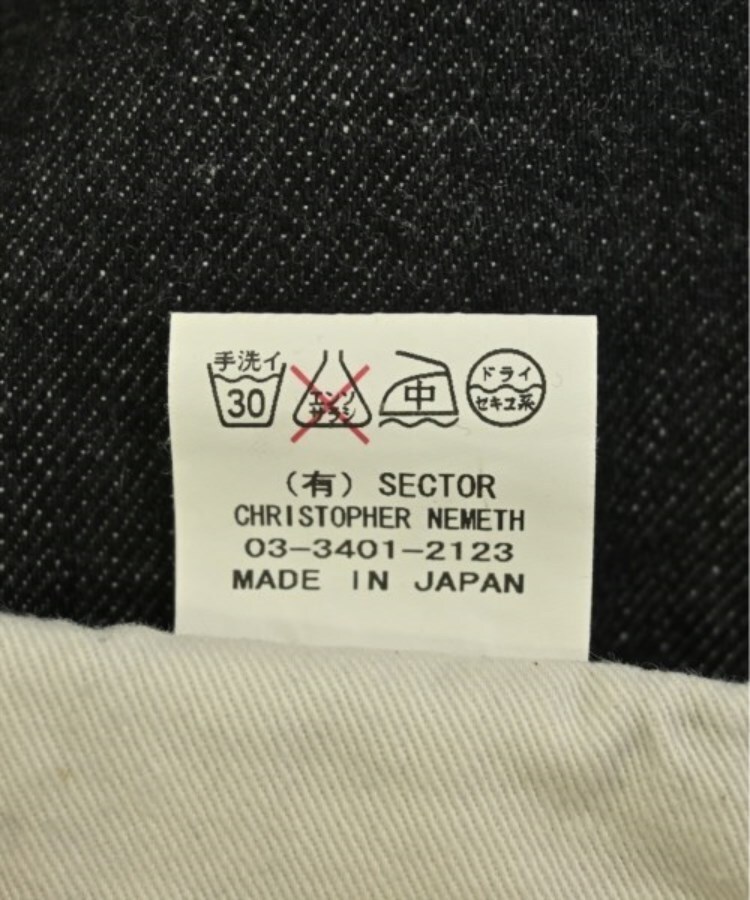 手洗イ
30
エンソ
サラシ
中
ドライ
セキユ系
（有） SECTOR
CHRISTOPHER NEMETH
03-3401-2123
MADE IN JAPAN